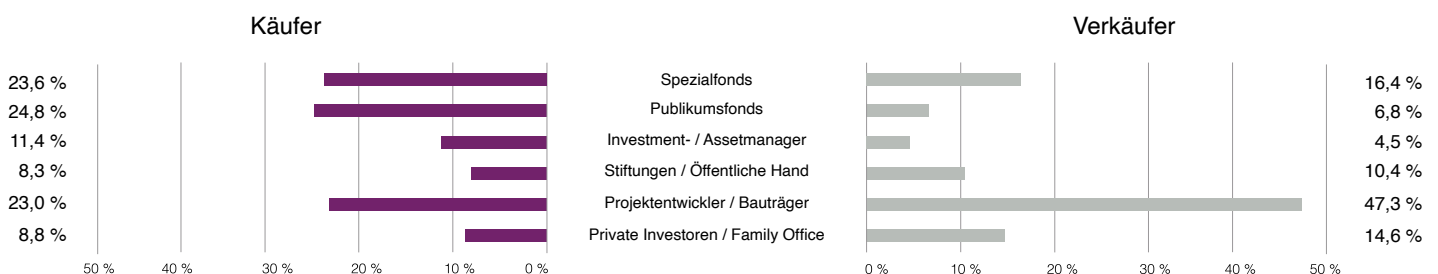 Käufer
Verkäufer
23,6 %
Spezialfonds
16,4 %
24,8 %
Publikumsfonds
6,8 %
11,4 %
Investment- / Assetmanager
4,5 %
8,3 %
Stiftungen / Öffentliche Hand
10,4 %
23,0 %
Projektentwickler / Bauträger
47,3 %
8,8 %
Private Investoren / Family Office
14,6 %
50 % 40 % 30 % 20 % 10 % 0 %
0 % 10 % 20 % 30 % 40 % 50 %